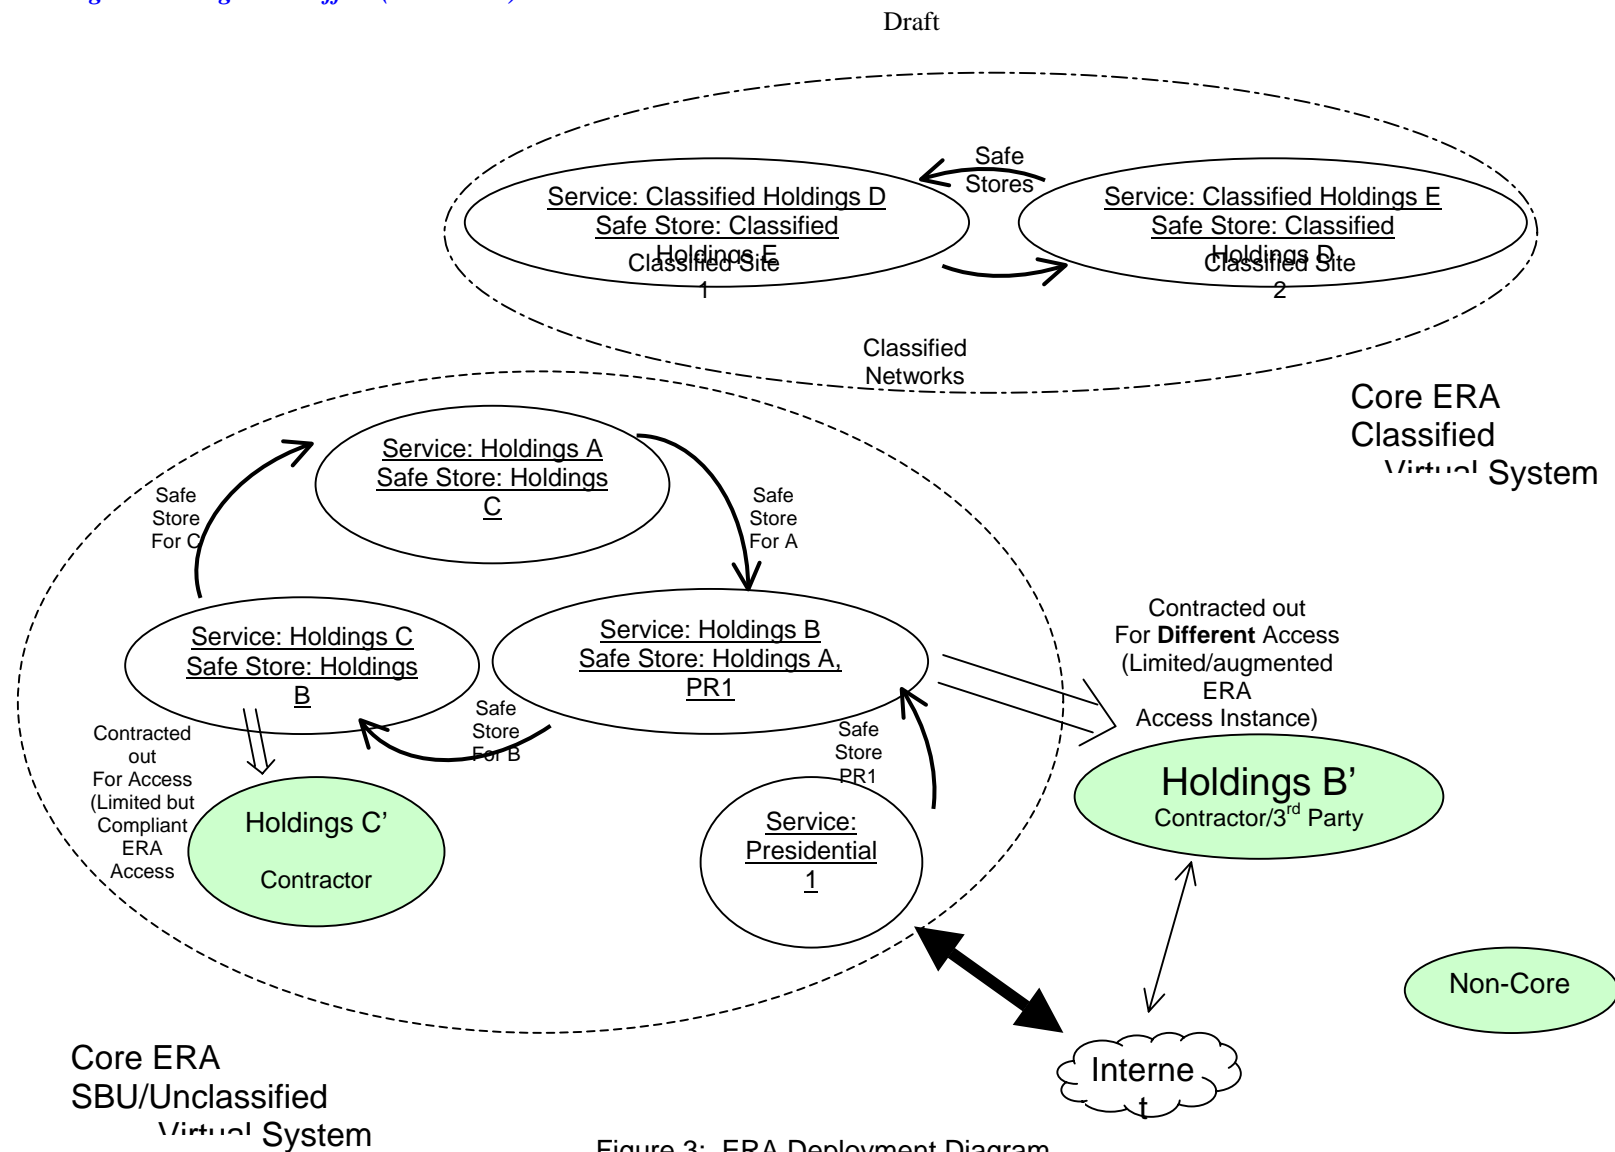 Draft
Safe
Stores
Service: Classified Holdings D
Safe Store: Classified
Holdings E
Classified Site
1
Service: Classified Holdings E
Safe Store: Classified
Holdings D
Classified Site
2
Classified
Networks
Core ERA
Classified
Virtual System
Service: Holdings A
Safe Store: Holdings
C
Safe
Store
For C
Safe
Store
For A
Service: Holdings C
Safe Store: Holdings
B
Service: Holdings B
Safe Store: Holdings A,
PR1
Contracted out
For Different Access
(Limited/augmented
ERA
Access Instance)
Safe
Store
For B
Safe
Store
PR1
Contracted
out
For Access
(Limited but
Compliant
ERA
Access
Holdings C’
Contractor
Service:
Presidential
1
Holdings B’
Contractor/3rd Party
Non-Core
Interne
t
Core ERA
SBU/Unclassified
Virtual System
Figure 3: ERA Deployment Diagram